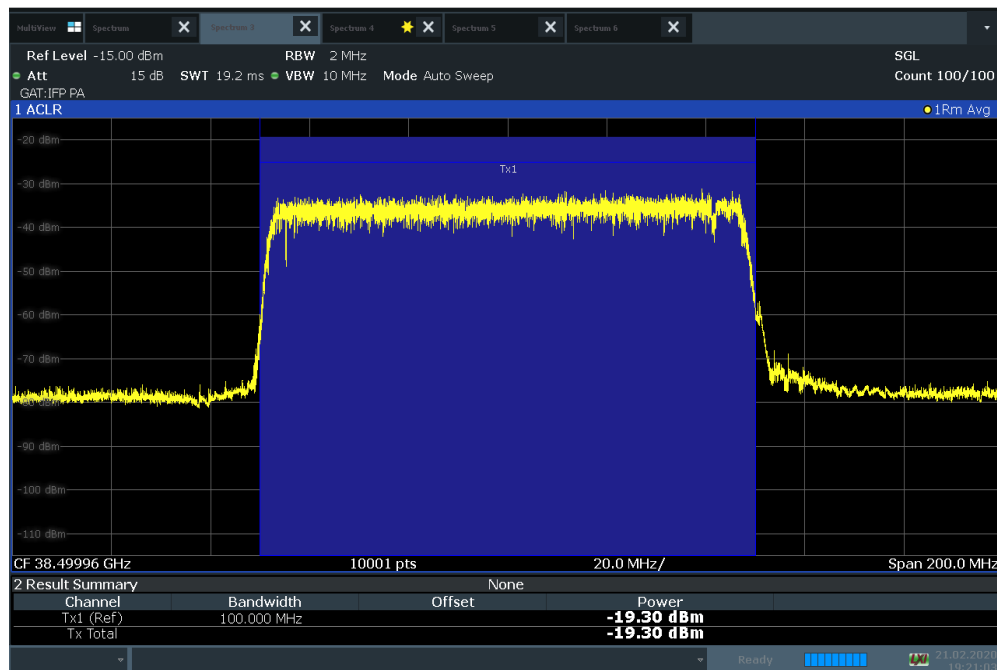 MultiView Spectrum Spectrum 3 Spectrum 4 Spectrum 5 Spectrum 6
Ref Level -15.00 dBm RBW 2 MHz SGL
Att 15 dB SWT 19.2 ms VBW 10 MHz Mode Auto Sweep Count 100/100
GAT:IFP PA
1 ACLR 1Rm Avg
-20 dBm
Tx1
-30 dBm
-40 dBm
-50 dBm
-60 dBm
-70 dBm
-80 dBm
-90 dBm
-100 dBm
-110 dBm
CF 38.49996 GHz 10001 pts 20.0 MHz/ Span 200.0 MHz
2 Result Summary None
Channel Bandwidth Offset Power
Tx1 (Ref) 100.000 MHz -19.30 dBm
Tx Total -19.30 dBm
Ready 21.02.2020